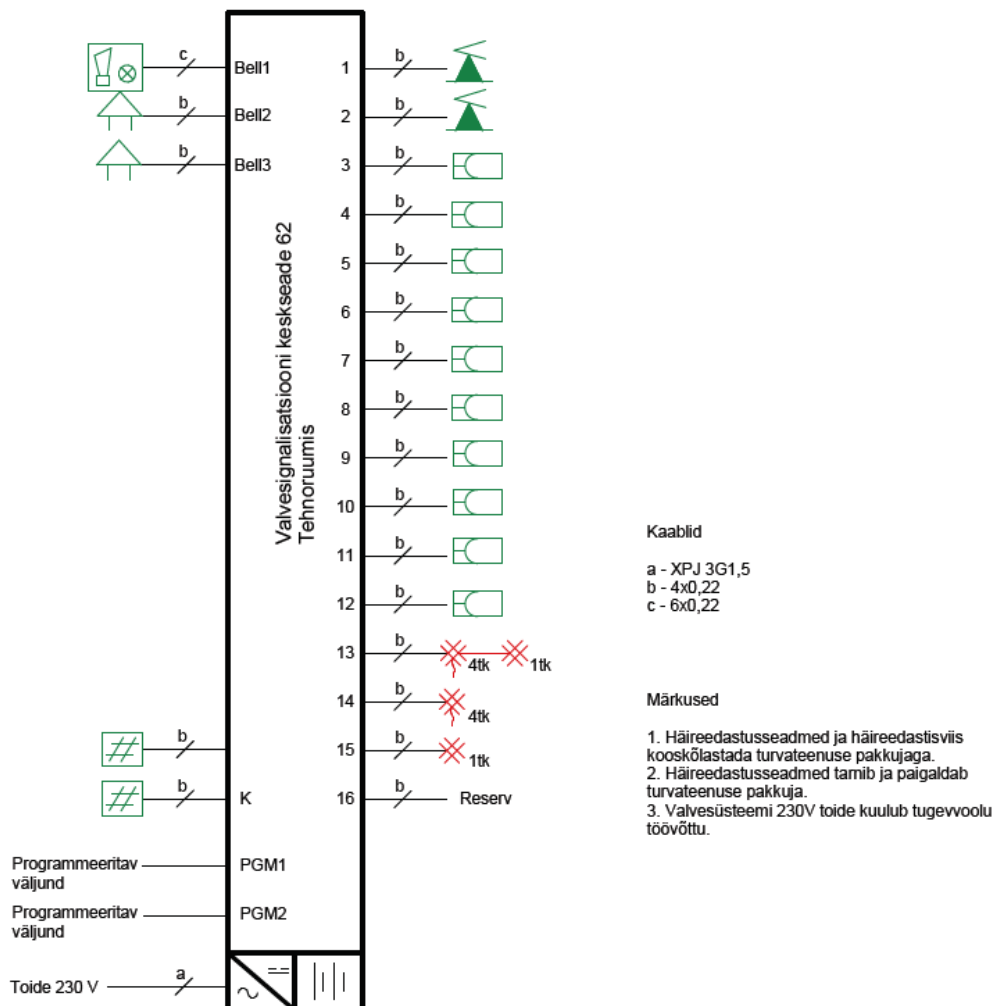 c
Bell1
b
Bell2
b
Bell3
Valvesignalisatsiooni keskseade 62
Tehnoruumis
1
b
2
b
3
b
4
b
5
b
6
b
7
b
8
b
9
b
10
b
11
b
12
b
13
b
4tk
1tk
14
b
4tk
15
b
1tk
16
b
Reserv
b
b
K
Programmeeritav
väljund
PGM1
Programmeeritav
väljund
PGM2
Toide 230 V
a
Kaablid
a - XPJ 3G1,5
b - 4x0,22
c - 6x0,22
Märkused
1. Häireedastusseadmed ja häireedastisviis
kooskõlastada turvateenuse pakkujaga.
2. Häireedastusseadmed tarnib ja paigaldab
turvateenuse pakkuja.
3. Valvesüsteemi 230V toide kuulub tugevvoolu
töövõttu.